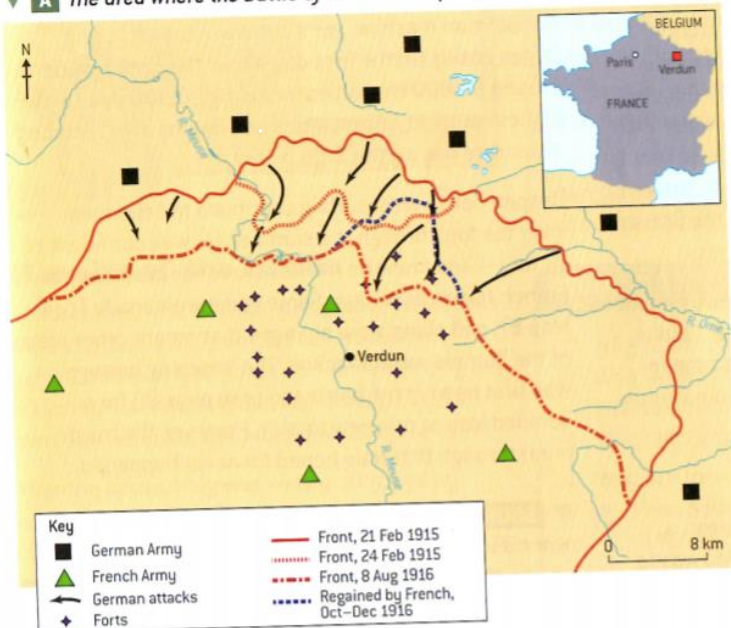 A The area where the Battle of
N
BELGIUM
Paris
Verdun
FRANCE
R. Meuse
R. Orne
Verdun
R. Meuse
Key
German Army
French Army
German attacks
Forts
Front, 21 Feb 1915
Front, 24 Feb 1915
Front, 8 Aug 1916
Regained by French,
Oct–Dec 1916
0 8 km